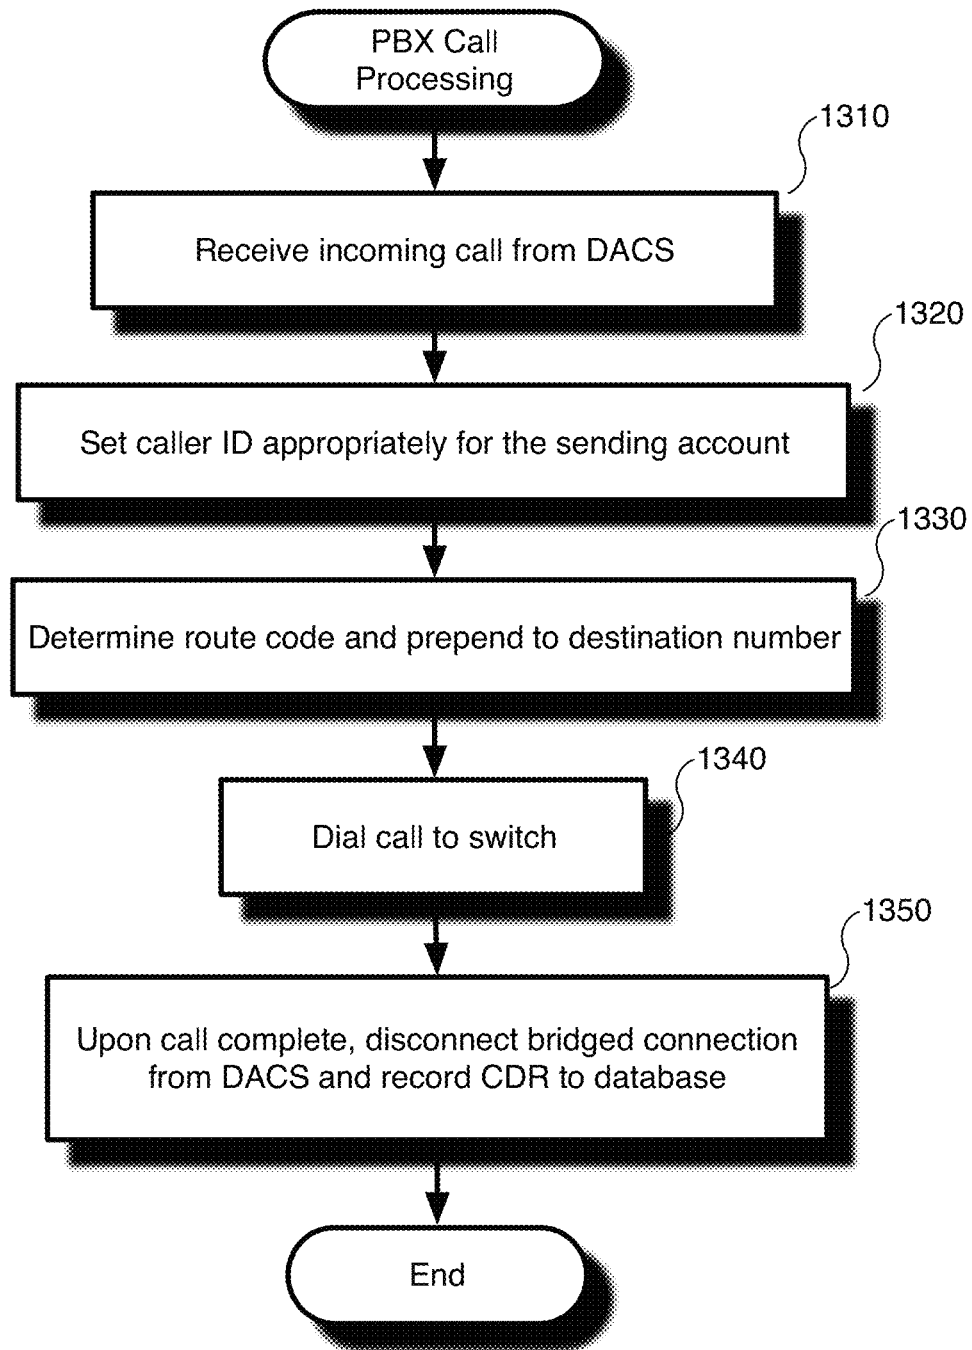 PBX Call
Processing
1310
Receive incoming call from DACS
1320
Set caller ID appropriately for the sending account
1330
Determine route code and prepend to destination number
1340
Dial call to switch
1350
Upon call complete, disconnect bridged connection
from DACS and record CDR to database
End